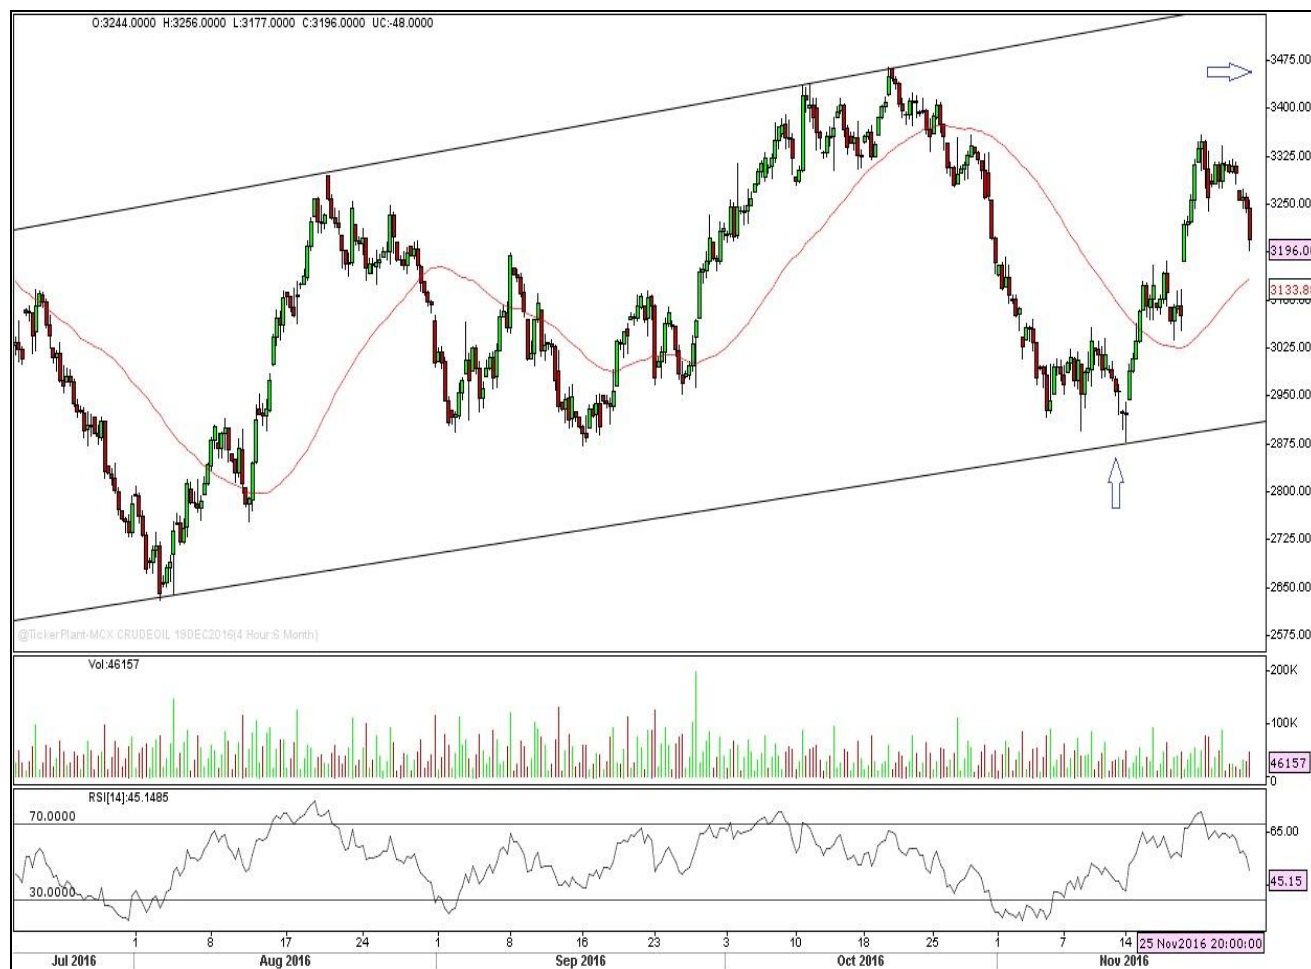 O:3244.0000 H:3256.0000 L:3177.0000 C:3196.0000 UC:-48.0000
3475.00
3400.00
3325.00
3250.00
3196.00
3133.8
3025.00
2950.00
2875.00
2800.00
2725.00
2650.00
2575.00
@TickerPlant-MCX CRUDEOIL 19DEC2016(4 Hour:6 Month)
Vol:46157
200K
100K
46157
0
RSI[14]:45.1485
70.0000
65.00
30.0000
45.15
1 8 17 24 1 8 16 23 3 10 18 25 1 7 14 25 Nov2016 20:00:00
Jul 2016 Aug 2016 Sep 2016 Oct 2016 Nov 2016